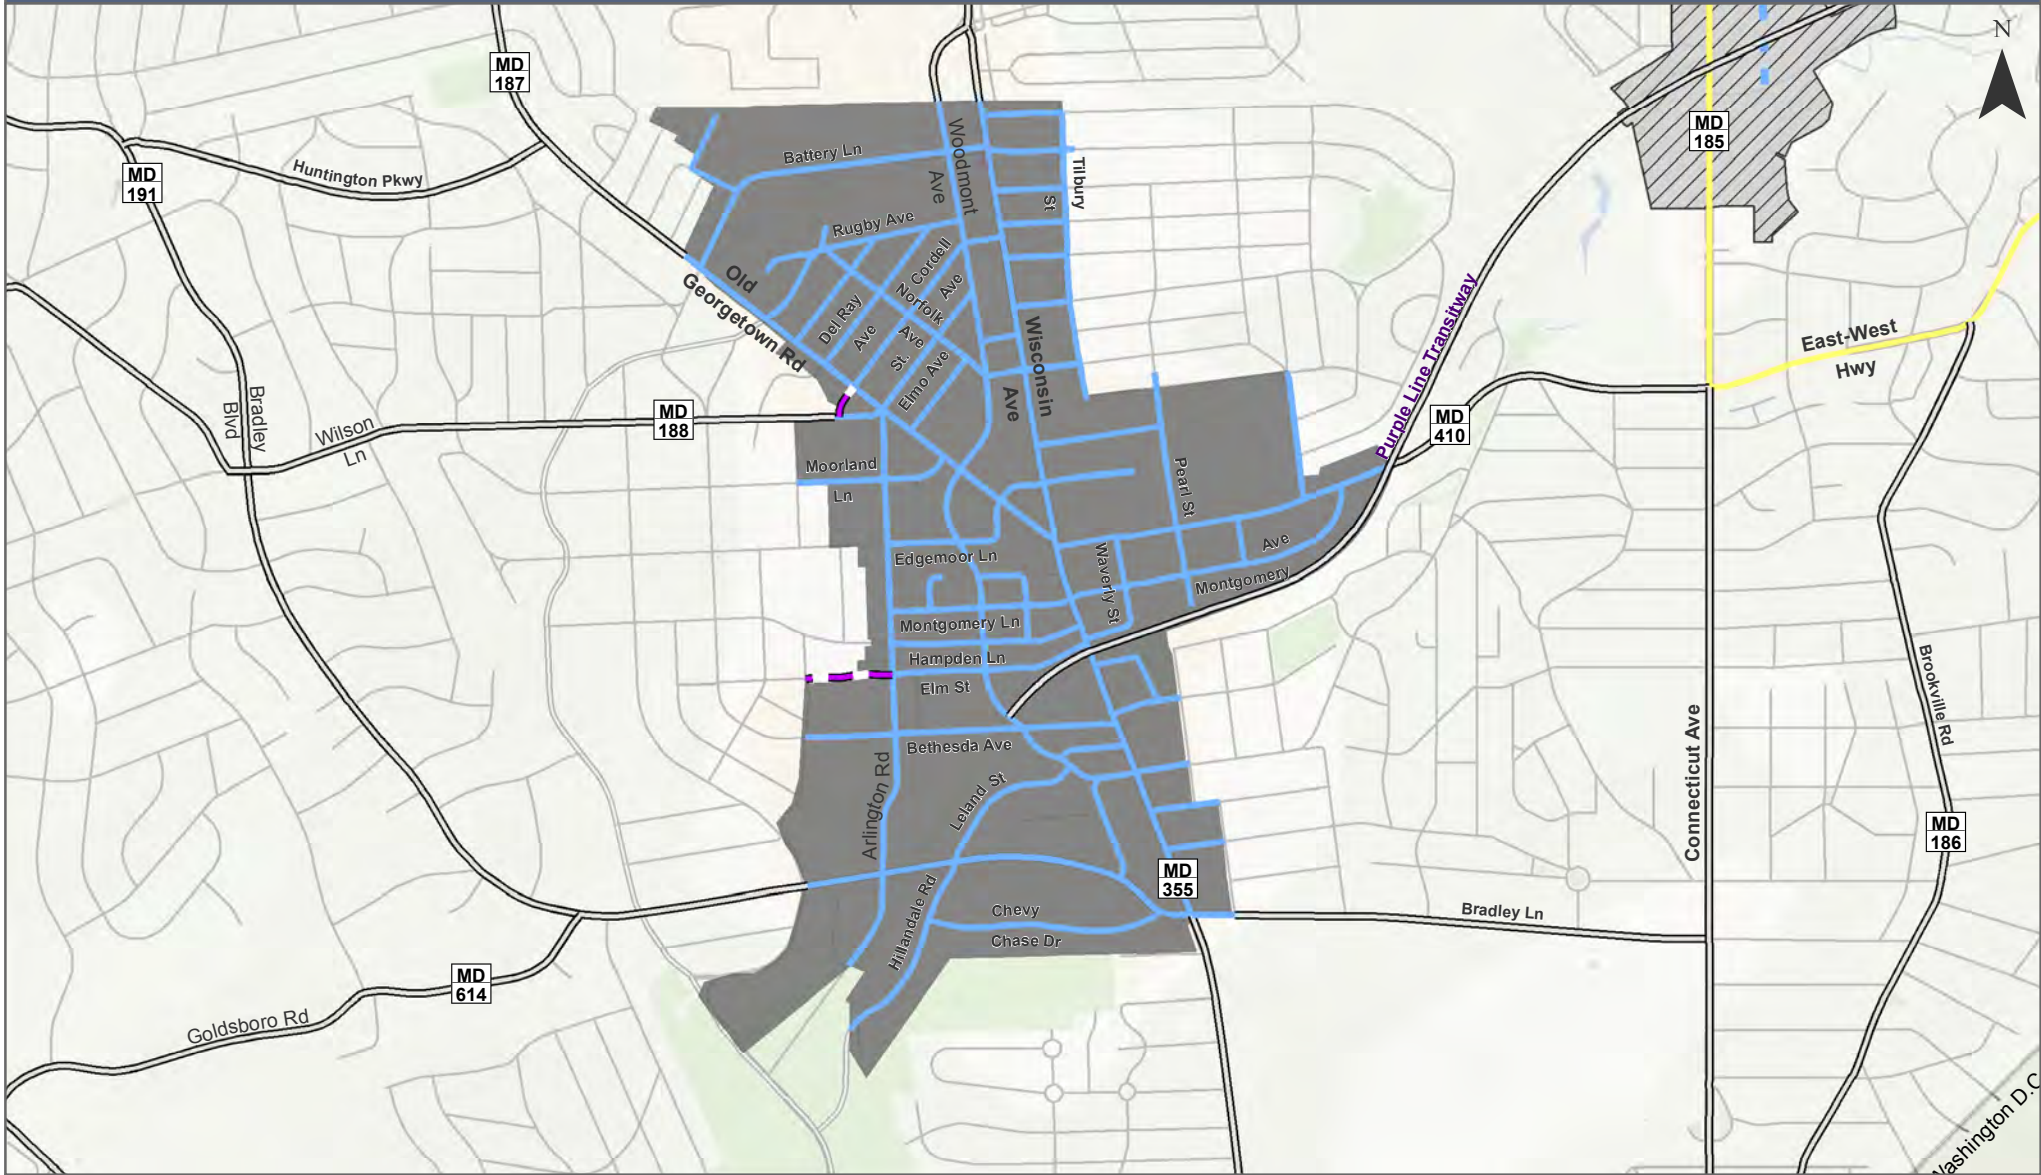 N
MD
187
MD
185
MD
191
Huntington Pkwy
Battery Ln
Woodmont
Ave
Tilbury
St
Rugby Ave
Cordell
Ave
Old
Georgetown Rd
Norfolk
Ave
Del Ray
Ave
St.
Elmo Ave
Wisconsin
Ave
Purple Line Transitway
East-West
Hwy
MD
410
Bradley
Blvd
Wilson
Ln
MD
188
Moorland
Ln
Pearl St
Edgemoor Ln
Waverly St
Ave
Montgomery
Montgomery Ln
Hampden Ln
Elm St
Bethesda Ave
Arlington Rd
Leland St
Connecticut Ave
Brookville Rd
MD
186
MD
355
Hillandale Rd
Chevy
Chase Dr
Bradley Ln
MD
614
Goldsboro Rd
Washington D.C